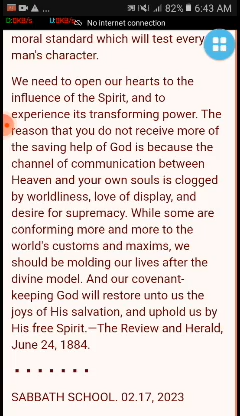 82% 6:43 AM
No internet connection
moral standard which will test every
man's character.
We need to open our hearts to the
influence of the Spirit, and to
experience its transforming power. The
reason that you do not receive more of
the saving help of God is because the
channel of communication between
Heaven and your own souls is clogged
by worldliness, love of display, and
desire for supremacy. While some are
conforming more and more to the
world's customs and maxims, we
should be molding our lives after the
divine model. And our covenant-
keeping God will restore unto us the
joys of His salvation, and uphold us by
His free Spirit.—The Review and Herald,
June 24, 1884.
SABBATH SCHOOL. 02.17, 2023